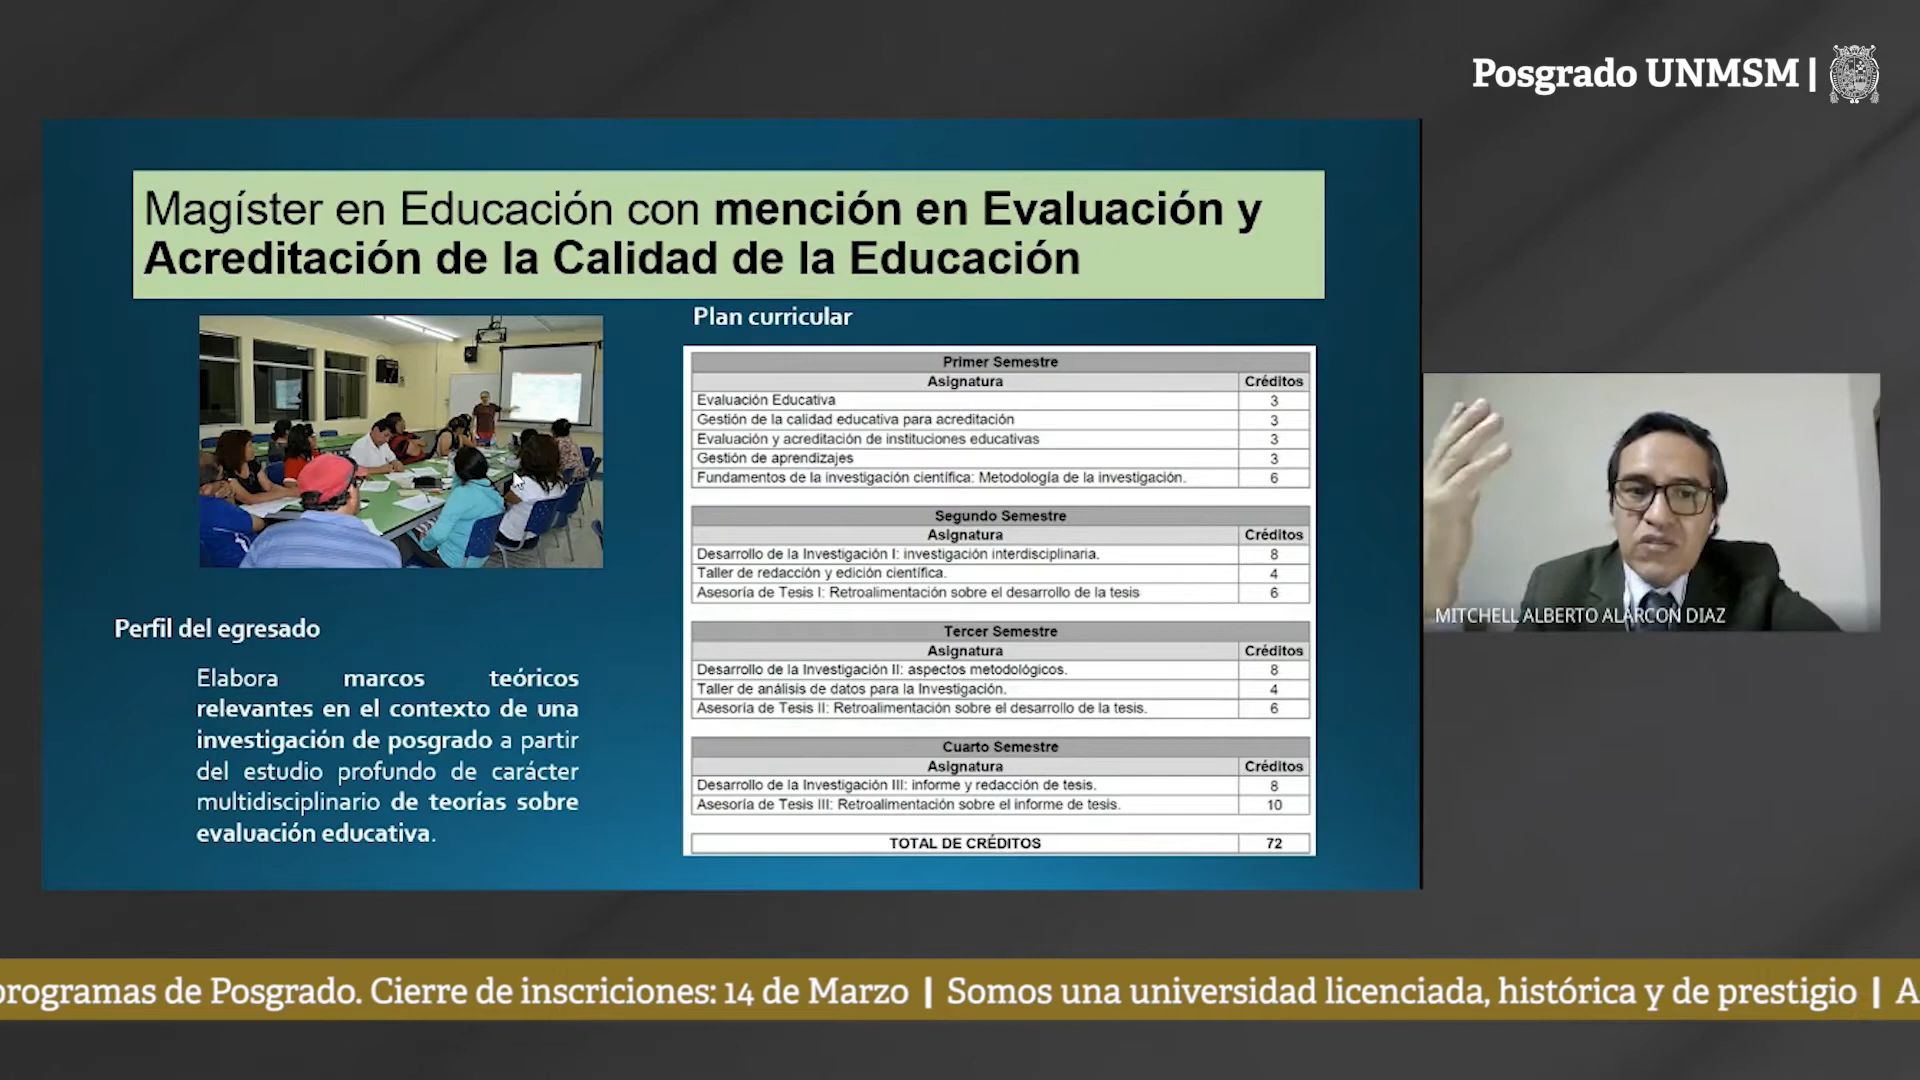 Posgrado UNMSM |
Magíster en Educación con mención en Evaluación y
Acreditación de la Calidad de la Educación
Plan curricular
Primer Semestre
Asignatura Créditos
Evaluación Educativa 3
Gestión de la calidad educativa para acreditación 3
Evaluación y acreditación de instituciones educativas 3
Gestión de aprendizajes 3
Fundamentos de la investigación científica: Metodología de la investigación. 6
Segundo Semestre
Asignatura Créditos
Desarrollo de la Investigación I: investigación interdisciplinaria. 8
Taller de redacción y edición científica. 4
Asesoría de Tesis I: Retroalimentación sobre el desarrollo de la tesis 6
Tercer Semestre
Asignatura Créditos
Desarrollo de la Investigación II: aspectos metodológicos. 8
Taller de análisis de datos para la Investigación. 4
Asesoría de Tesis II: Retroalimentación sobre el desarrollo de la tesis. 6
Cuarto Semestre
Asignatura Créditos
Desarrollo de la Investigación III: informe y redacción de tesis. 8
Asesoría de Tesis III: Retroalimentación sobre el informe de tesis. 10
TOTAL DE CRÉDITOS 72
Perfil del egresado
Elabora marcos teóricos
relevantes en el contexto de una
investigación de posgrado a partir
del estudio profundo de carácter
multidisciplinario de teorías sobre
evaluación educativa.
MITCHELL ALBERTO ALARCON DIAZ
programas de Posgrado. Cierre de inscriciones: 14 de Marzo | Somos una universidad licenciada, histórica y de prestigio | A